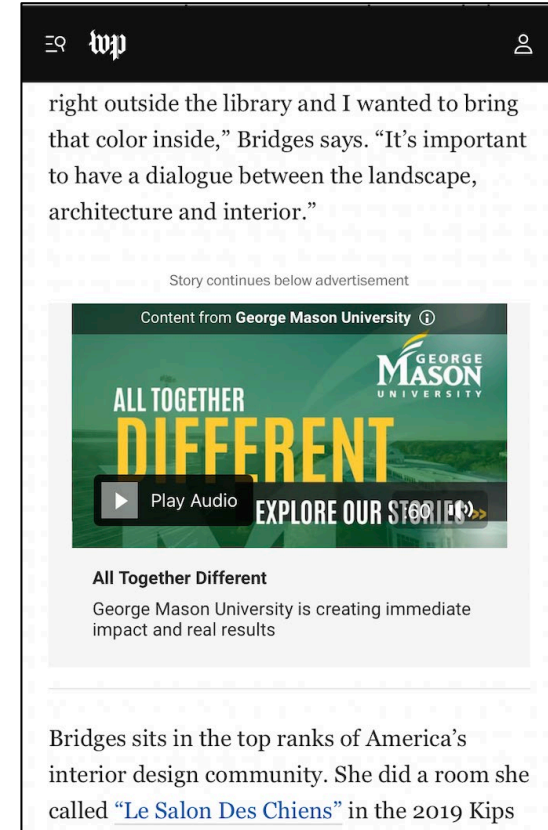 wp
right outside the library and I wanted to bring
that color inside,” Bridges says. “It’s important
to have a dialogue between the landscape,
architecture and interior.”
Story continues below advertisement
Content from George Mason University
GEORGE
MASON
UNIVERSITY
ALL TOGETHER
DIFFERENT
Play Audio
EXPLORE OUR STORIES
:60
All Together Different
George Mason University is creating immediate
impact and real results
Bridges sits in the top ranks of America’s
interior design community. She did a room she
called “Le Salon Des Chiens” in the 2019 Kips